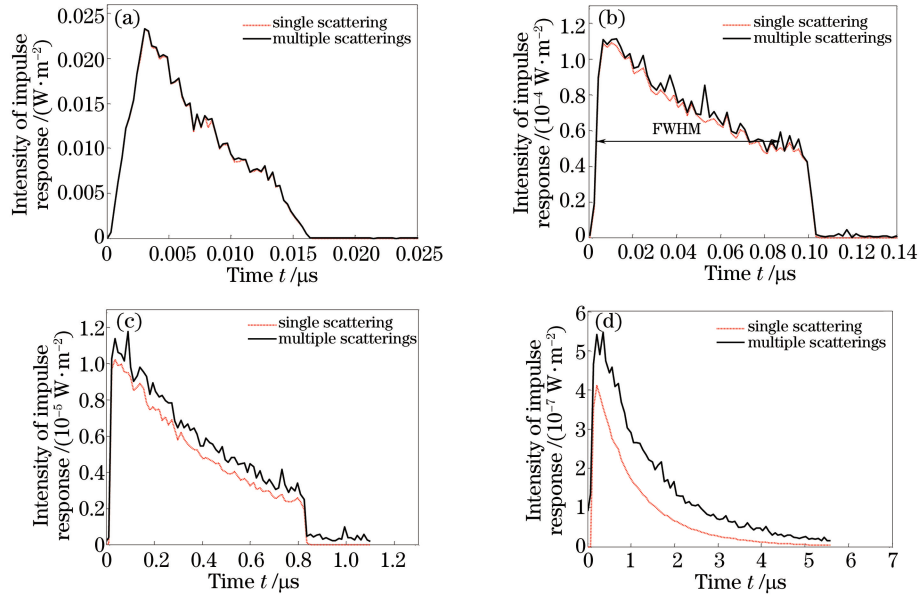 (a)
single scattering
multiple scatterings
Intensity of impulse
response /(W·m⁻²)
0.025
0.020
0.015
0.010
0.005
0
0 0.005 0.010 0.015 0.020 0.025
Time t /μs
(b)
single scattering
multiple scatterings
FWHM
Intensity of impulse
response /(10⁻⁴ W·m⁻²)
1.2
1.0
0.8
0.6
0.4
0.2
0
0 0.02 0.04 0.06 0.08 0.10 0.12 0.14
Time t /μs
(c)
single scattering
multiple scatterings
Intensity of impulse
response /(10⁻⁵ W·m⁻²)
1.2
1.0
0.8
0.6
0.4
0.2
0
0 0.2 0.4 0.6 0.8 1.0 1.2
Time t /μs
(d)
single scattering
multiple scatterings
Intensity of impulse
response /(10⁻⁷ W·m⁻²)
6
5
4
3
2
1
0
0 1 2 3 4 5 6 7
Time t /μs